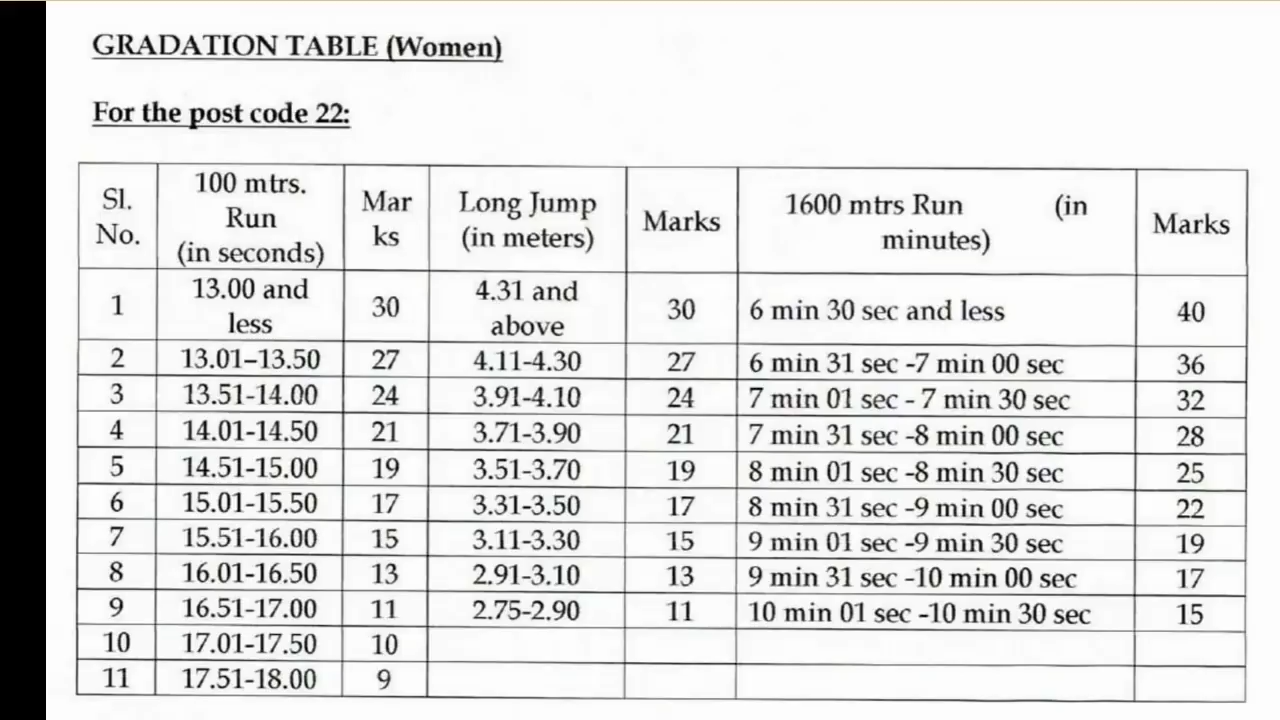 GRADATION TABLE (Women)
For the post code 22:
Sl. No. | 100 mtrs. Run (in seconds) | Mar ks | Long Jump (in meters) | Marks | 1600 mtrs Run (in minutes) | Marks
1 | 13.00 and less | 30 | 4.31 and above | 30 | 6 min 30 sec and less | 40
2 | 13.01–13.50 | 27 | 4.11-4.30 | 27 | 6 min 31 sec -7 min 00 sec | 36
3 | 13.51-14.00 | 24 | 3.91-4.10 | 24 | 7 min 01 sec - 7 min 30 sec | 32
4 | 14.01-14.50 | 21 | 3.71-3.90 | 21 | 7 min 31 sec -8 min 00 sec | 28
5 | 14.51-15.00 | 19 | 3.51-3.70 | 19 | 8 min 01 sec -8 min 30 sec | 25
6 | 15.01-15.50 | 17 | 3.31-3.50 | 17 | 8 min 31 sec -9 min 00 sec | 22
7 | 15.51-16.00 | 15 | 3.11-3.30 | 15 | 9 min 01 sec -9 min 30 sec | 19
8 | 16.01-16.50 | 13 | 2.91-3.10 | 13 | 9 min 31 sec -10 min 00 sec | 17
9 | 16.51-17.00 | 11 | 2.75-2.90 | 11 | 10 min 01 sec -10 min 30 sec | 15
10 | 17.01-17.50 | 10
11 | 17.51-18.00 | 9